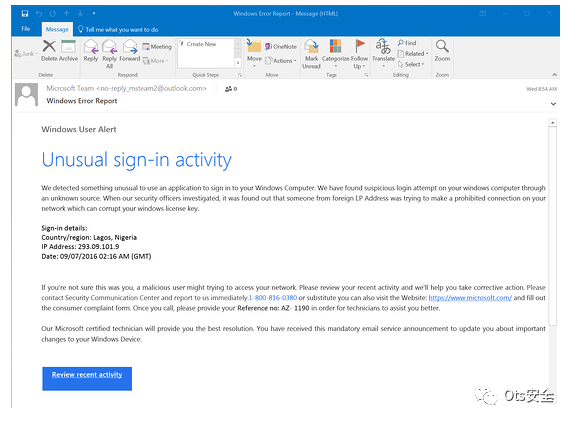 Windows Error Report - Message (HTML)
File Message Tell me what you want to do
Junk
Delete Archive
Reply Reply All Forward
Meeting
More
Create New
Move
OneNote
Actions
Mark Unread
Categorize Follow Up
Translate
Find
Related
Select
Zoom
Delete Respond Quick Steps Move Tags Editing Zoom
Microsoft Team <no-reply_msteam2@outlook.com> 0 Wed 8:54 AM
Windows Error Report
Windows User Alert
Unusual sign-in activity
We detected something unusual to use an application to sign in to your Windows Computer. We have found suspicious login attempt on your windows computer through
an unknown source. When our security officers investigated, it was found out that someone from foreign I.P Address was trying to make a prohibited connection on your
network which can corrupt your windows license key.
Sign-in details:
Country/region: Lagos, Nigeria
IP Address: 293.09.101.9
Date: 09/07/2016 02:16 AM (GMT)
If you're not sure this was you, a malicious user might trying to access your network. Please review your recent activity and we'll help you take corrective action. Please
contact Security Communication Center and report to us immediately.1-800-816-0380 or substitute you can also visit the Website: https://www.microsoft.com/ and fill out
the consumer complaint form. Once you call, please provide your Reference no: AZ- 1190 in order for technicians to assist you better.
Our Microsoft certified technician will provide you the best resolution. You have received this mandatory email service announcement to update you about important
changes to your Windows Device.
Review recent activity
Ots安全